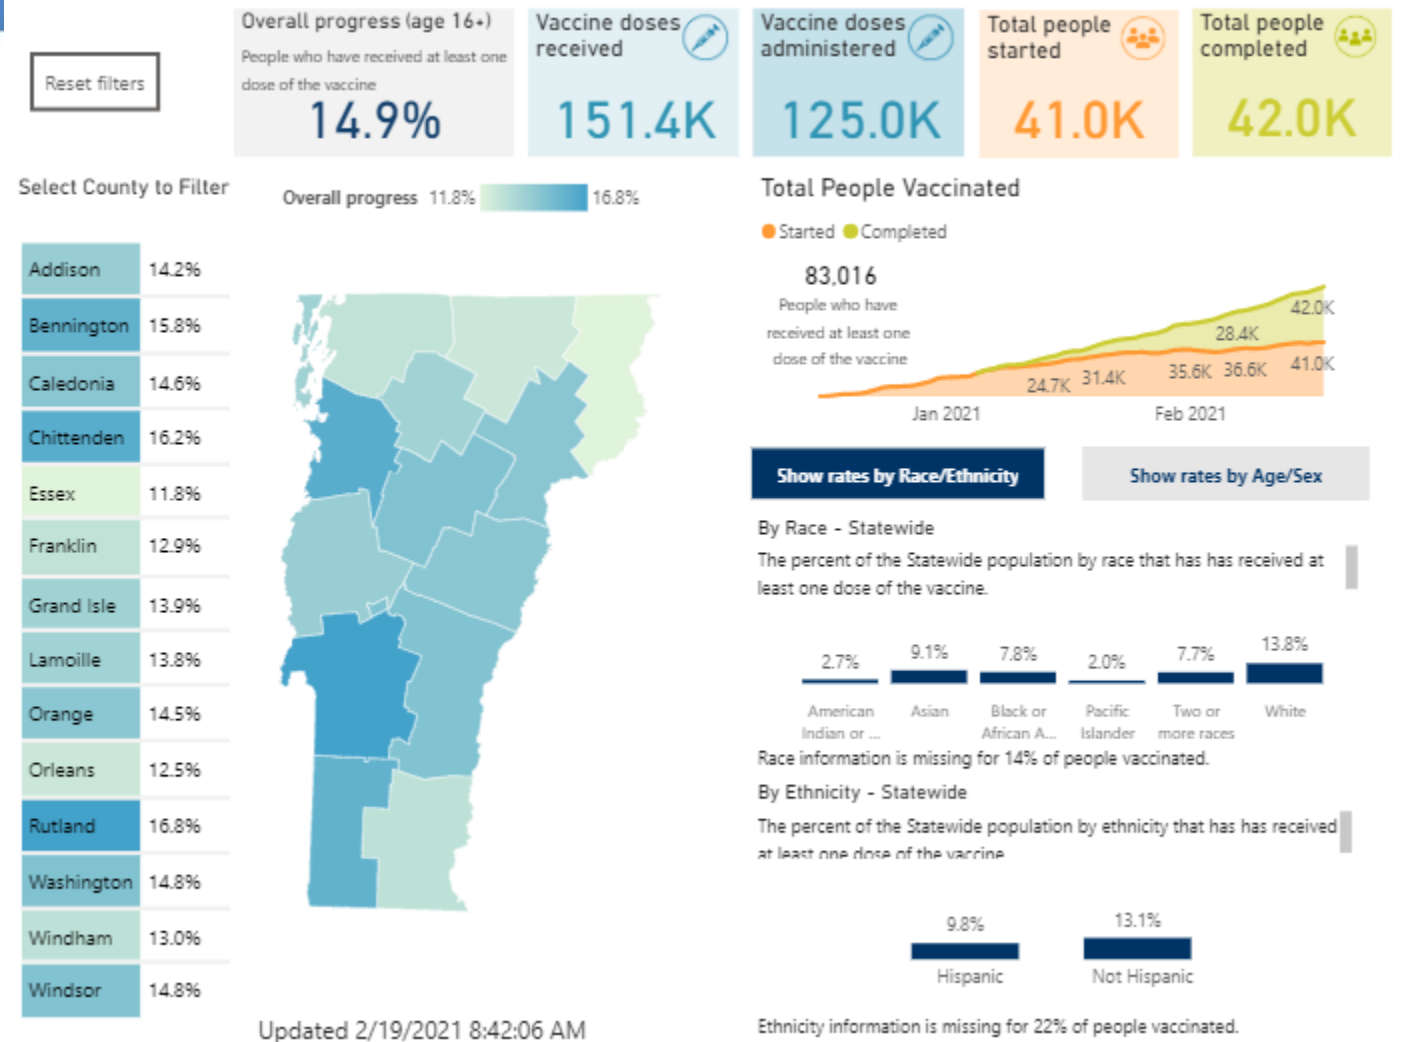 Reset filters
Overall progress (age 16+)
People who have received at least one
dose of the vaccine
14.9%
Vaccine doses
received
151.4K
Vaccine doses
administered
125.0K
Total people
started
41.0K
Total people
completed
42.0K
Select County to Filter
Addison 14.2%
Bennington 15.8%
Caledonia 14.6%
Chittenden 16.2%
Essex 11.8%
Franklin 12.9%
Grand Isle 13.9%
Lamoille 13.8%
Orange 14.5%
Orleans 12.5%
Rutland 16.8%
Washington 14.8%
Windham 13.0%
Windsor 14.8%
Overall progress 11.8% 16.8%
Updated 2/19/2021 8:42:06 AM
Total People Vaccinated
Started Completed
83,016
People who have
received at least one
dose of the vaccine
42.0K
28.4K
24.7K 31.4K 35.6K 36.6K 41.0K
Jan 2021 Feb 2021
Show rates by Race/Ethnicity Show rates by Age/Sex
By Race - Statewide
The percent of the Statewide population by race that has has received at
least one dose of the vaccine.
2.7% 9.1% 7.8% 2.0% 7.7% 13.8%
American Asian Black or Pacific Two or White
Indian or ... African A... Islander more races
Race information is missing for 14% of people vaccinated.
By Ethnicity - Statewide
The percent of the Statewide population by ethnicity that has has received
at least one dose of the vaccine
9.8% 13.1%
Hispanic Not Hispanic
Ethnicity information is missing for 22% of people vaccinated.